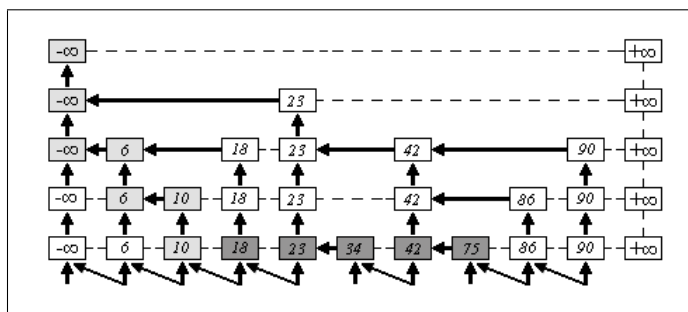 -∞ +∞
-∞ 23 +∞
-∞ 6 18 23 42 90 +∞
-∞ 6 10 18 23 42 86 90 +∞
-∞ 6 10 18 23 34 42 75 86 90 +∞